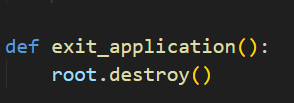 def exit_application():
    root.destroy()